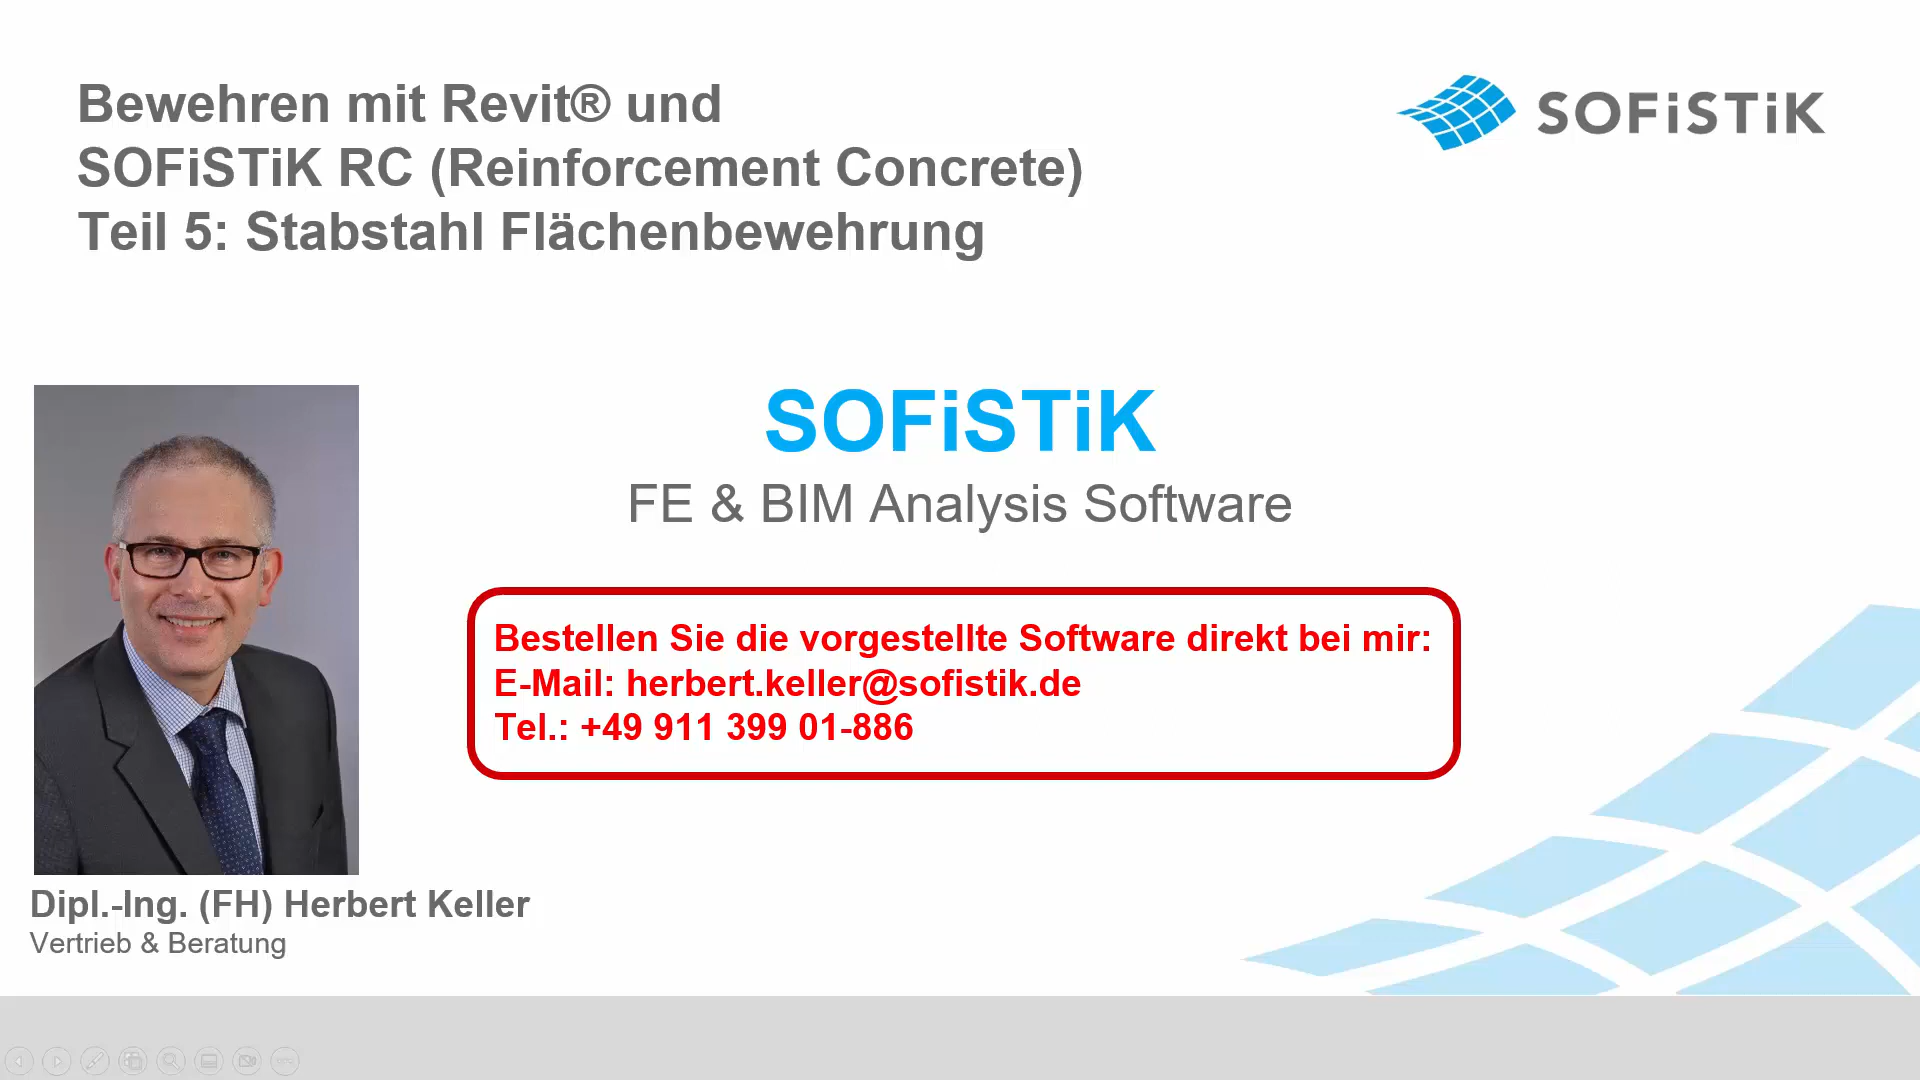 Bewehren mit Revit® und
SOFiSTiK RC (Reinforcement Concrete)
Teil 5: Stabstahl Flächenbewehrung
SOFiSTiK
SOFiSTiK
FE & BIM Analysis Software
Bestellen Sie die vorgestellte Software direkt bei mir:
E-Mail: herbert.keller@sofistik.de
Tel.: +49 911 399 01-886
Dipl.-Ing. (FH) Herbert Keller
Vertrieb & Beratung